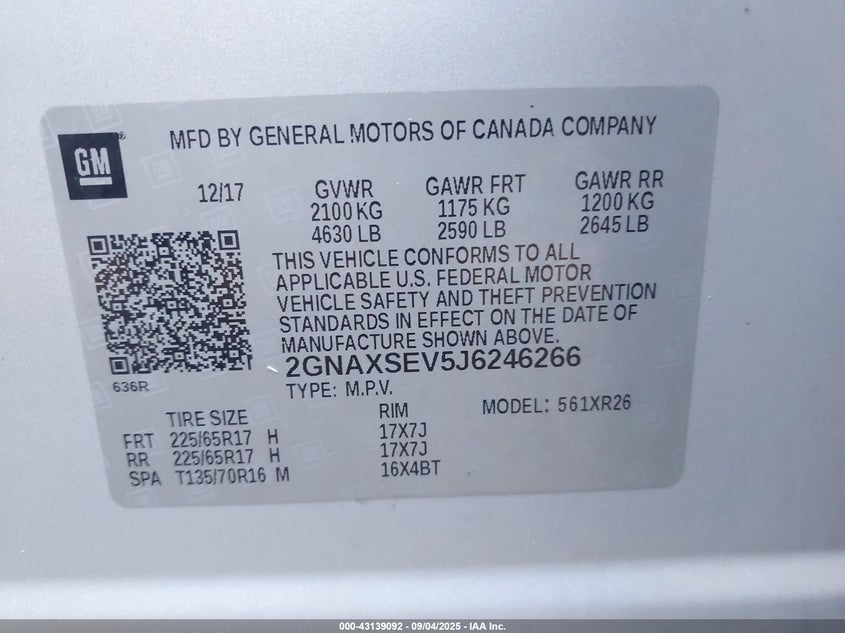 GM
MFD BY GENERAL MOTORS OF CANADA COMPANY
12/17 GVWR GAWR FRT GAWR RR
2100 KG 1175 KG 1200 KG
4630 LB 2590 LB 2645 LB
THIS VEHICLE CONFORMS TO ALL
APPLICABLE U.S. FEDERAL MOTOR
VEHICLE SAFETY AND THEFT PREVENTION
STANDARDS IN EFFECT ON THE DATE OF
MANUFACTURE SHOWN ABOVE.
2GNAXSEV5J6246266
636R
TYPE: M.P.V.
TIRE SIZE RIM MODEL: 561XR26
FRT 225/65R17 H 17X7J
RR 225/65R17 H 17X7J
SPA T135/70R16 M 16X4BT
000-43139092 - 09/04/2025 - IAA Inc.